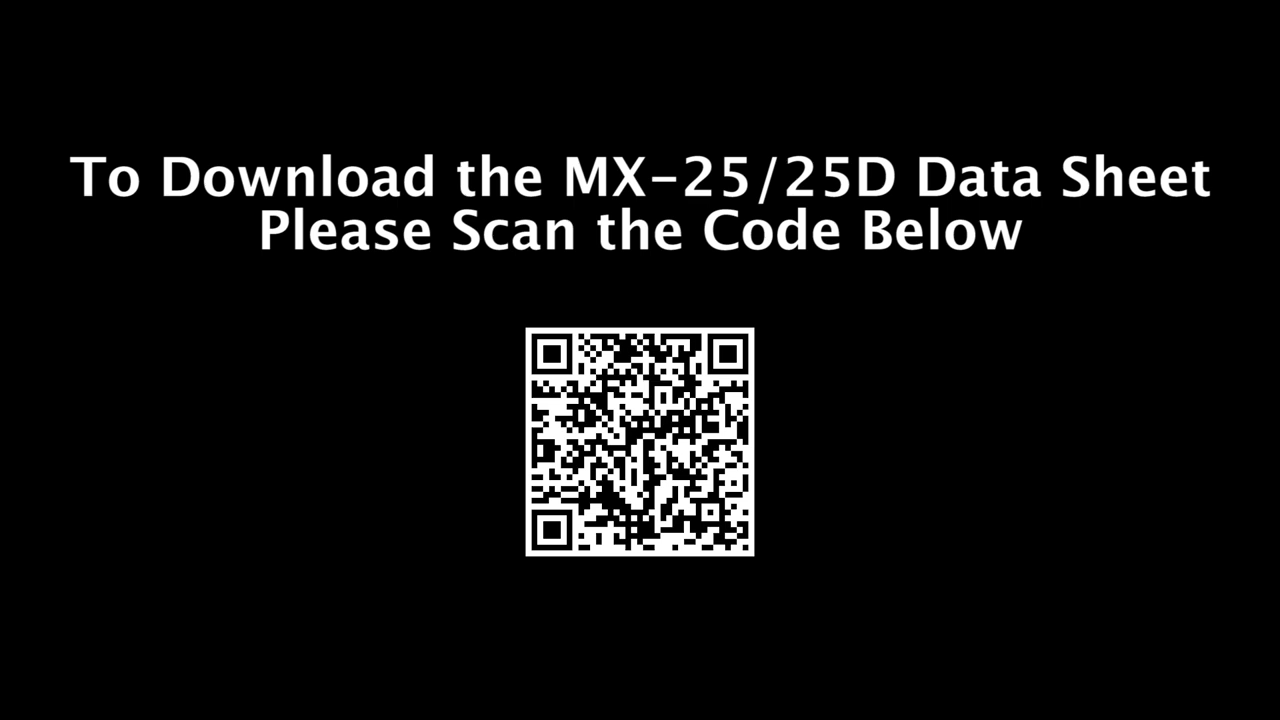 To Download the MX-25/25D Data Sheet
Please Scan the Code Below